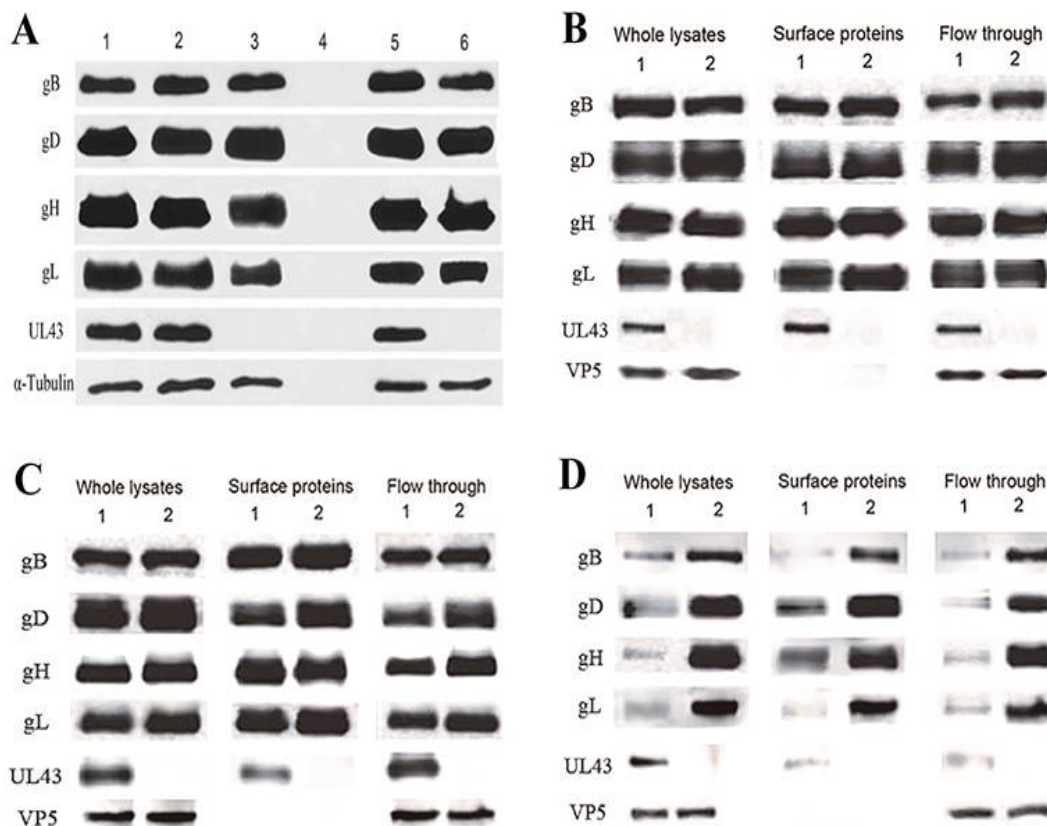 A
1 2 3 4 5 6
gB
gD
gH
gL
UL43
α-Tubulin
B
Whole lysates Surface proteins Flow through
1 2 1 2 1 2
gB
gD
gH
gL
UL43
VP5
C
Whole lysates Surface proteins Flow through
1 2 1 2 1 2
gB
gD
gH
gL
UL43
VP5
D
Whole lysates Surface proteins Flow through
1 2 1 2 1 2
gB
gD
gH
gL
UL43
VP5